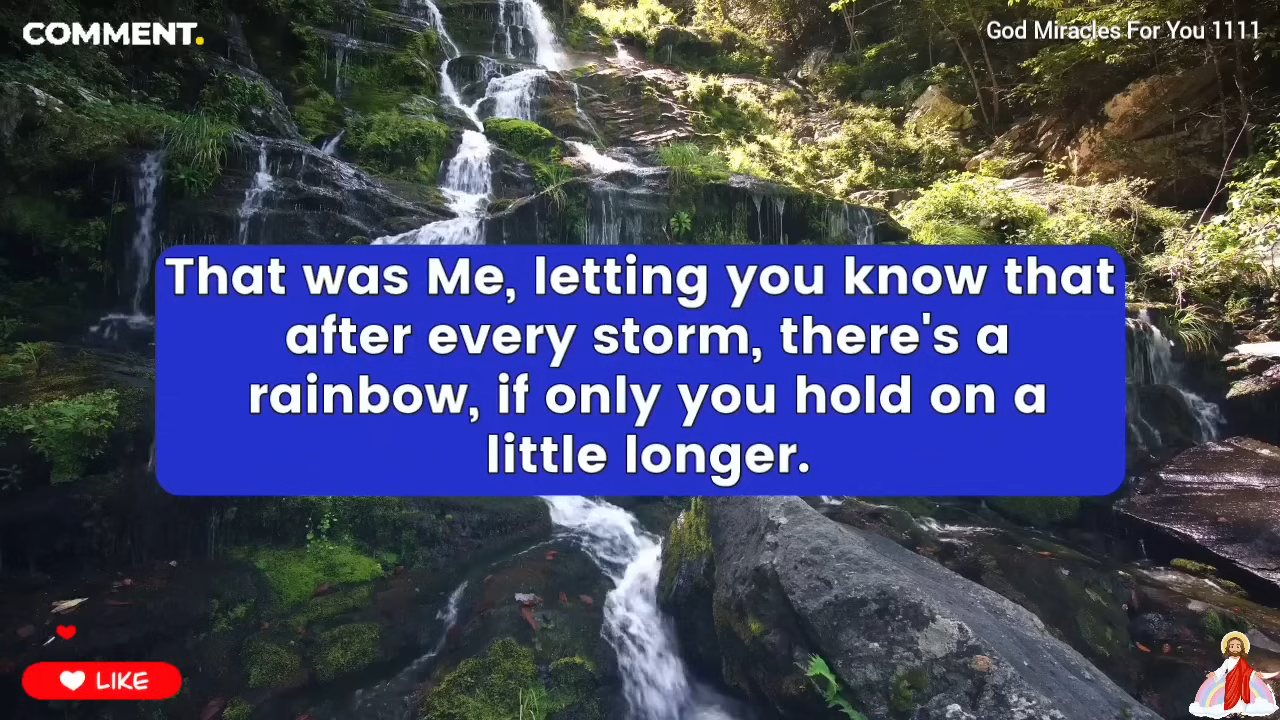 COMMENT.
God Miracles For You 1111
That was Me, letting you know that
after every storm, there's a
rainbow, if only you hold on a
little longer.
LIKE